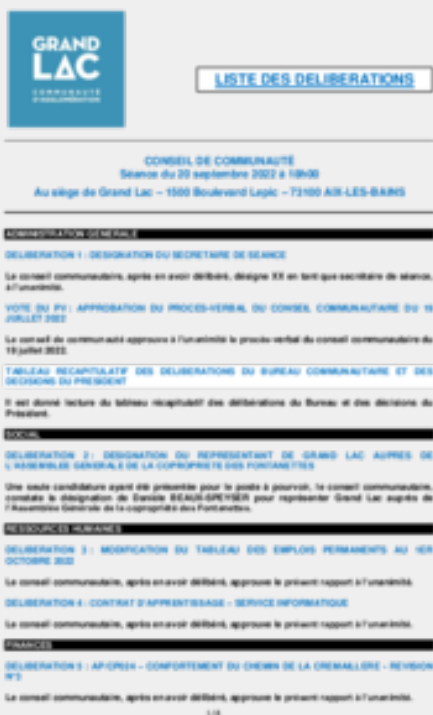 GRAND
LAC
COMMUNAUTÉ
D'AGGLOMÉRATION
LISTE DES DELIBERATIONS
CONSEIL DE COMMUNAUTÉ
Séance du 20 septembre 2022 à 18h00
Au siège de Grand Lac – 1500 Boulevard Lepic – 73100 AIX-LES-BAINS
ADMINISTRATION GENERALE
DELIBERATION 1 : DESIGNATION DU SECRETAIRE DE SEANCE
Le conseil communautaire, après en avoir délibéré, désigne XX en tant que secrétaire de séance,
à l'unanimité.
VOTE DU PV : APPROBATION DU PROCES-VERBAL DU CONSEIL COMMUNAUTAIRE DU 19
JUILLET 2022
Le conseil de communauté approuve à l'unanimité le procès-verbal du conseil communautaire du
19 juillet 2022.
TABLEAU RECAPITULATIF DES DELIBERATIONS DU BUREAU COMMUNAUTAIRE ET DES
DECISIONS DU PRESIDENT
Il est donné lecture du tableau récapitulatif des délibérations du Bureau et des décisions du
Président.
SOCIAL
DELIBERATION 2 : DESIGNATION DU REPRESENTANT DE GRAND LAC AUPRES DE
L'ASSEMBLEE GENERALE DE LA COPROPRIETE DES FONTANETTES
Une seule candidature ayant été présentée pour le poste à pourvoir, le conseil communautaire,
constate la désignation de Danièle BEAUX-SPEYSER pour représenter Grand Lac auprès de
l'Assemblée Générale de la copropriété des Fontanettes.
RESSOURCES HUMAINES
DELIBERATION 3 : MODIFICATION DU TABLEAU DES EMPLOIS PERMANENTS AU 1ER
OCTOBRE 2022
Le conseil communautaire, après en avoir délibéré, approuve le présent rapport à l'unanimité.
DELIBERATION 4 : CONTRAT D'APPRENTISSAGE – SERVICE INFORMATIQUE
Le conseil communautaire, après en avoir délibéré, approuve le présent rapport à l'unanimité.
FINANCES
DELIBERATION 5 : AP/CP – CONFORTEMENT DU CHEMIN DE LA CREMAILLERE – REVISION
N°3
Le conseil communautaire, après en avoir délibéré, approuve le présent rapport à l'unanimité.